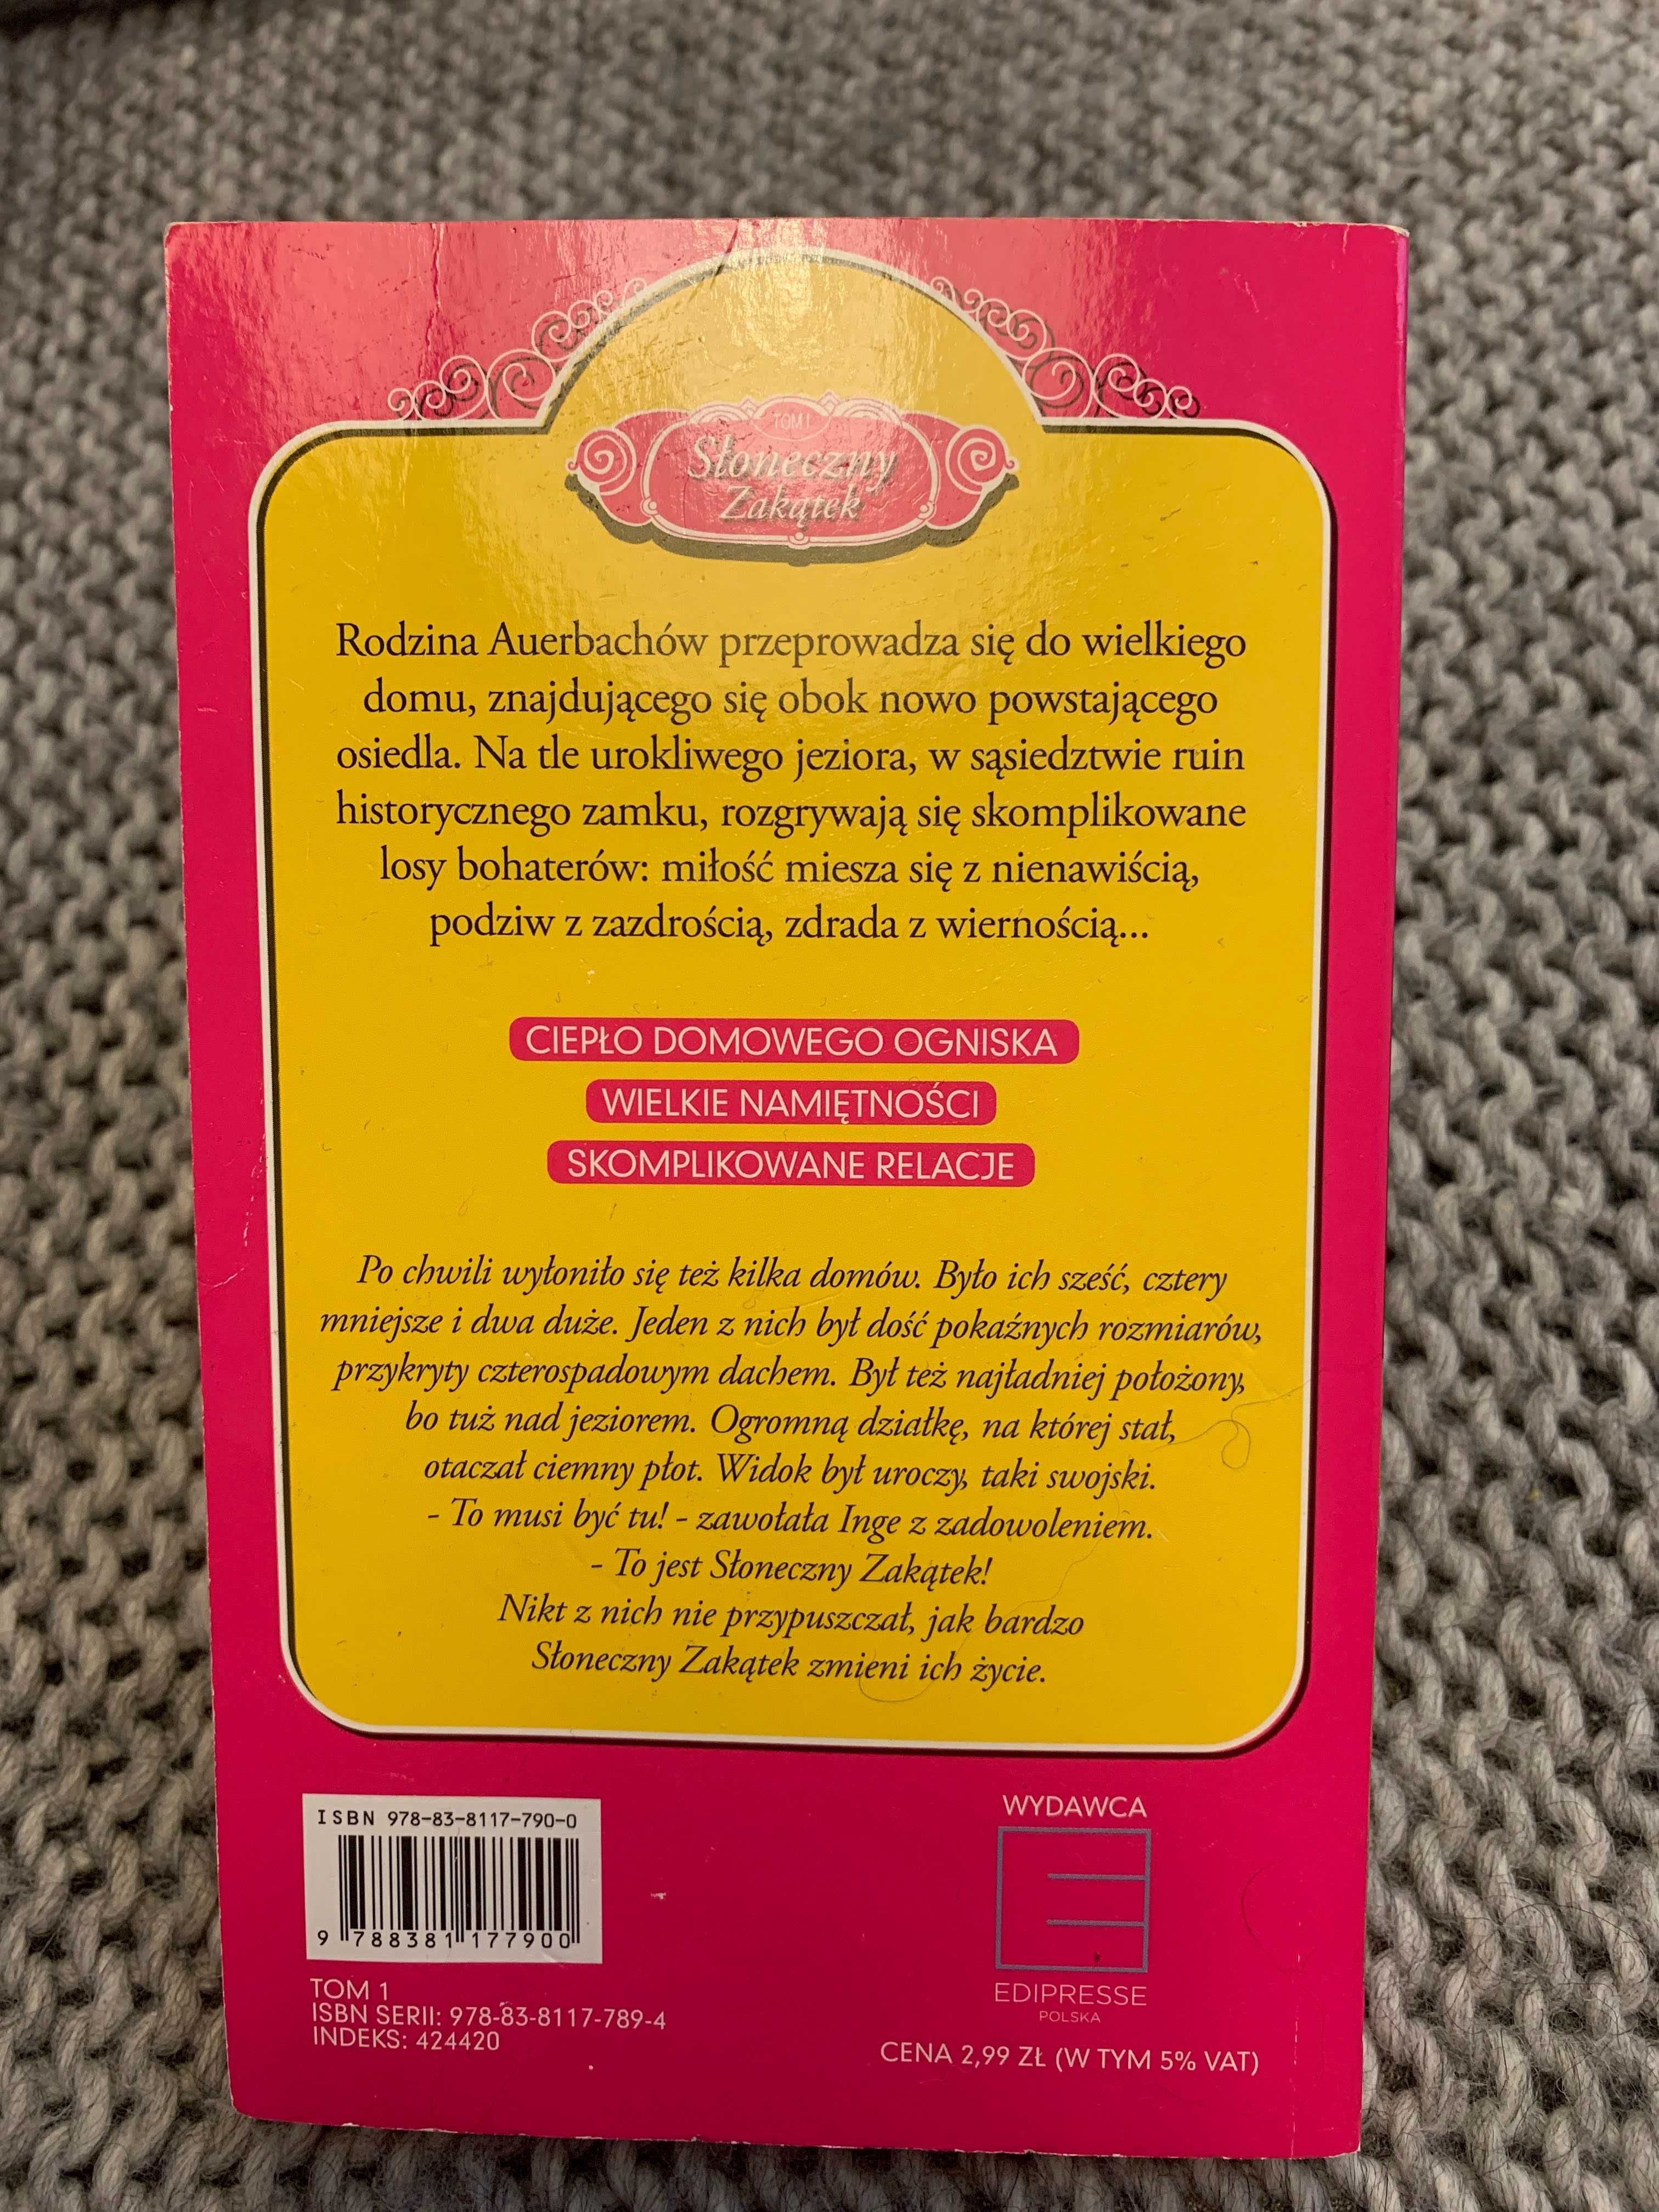 TOM I
Słoneczny
Zakątek
Rodzina Auerbachów przeprowadza się do wielkiego
domu, znajdującego się obok nowo powstającego
osiedla. Na tle urokliwego jeziora, w sąsiedztwie ruin
historycznego zamku, rozgrywają się skomplikowane
losy bohaterów: miłość miesza się z nienawiścią,
podziw z zazdrością, zdrada z wiernością...
CIEPŁO DOMOWEGO OGNISKA
WIELKIE NAMIĘTNOŚCI
SKOMPLIKOWANE RELACJE
Po chwili wyłoniło się też kilka domów. Było ich sześć, cztery
mniejsze i dwa duże. Jeden z nich był dość pokaźnych rozmiarów,
przykryty czterospadowym dachem. Był też najładniej położony,
bo tuż nad jeziorem. Ogromną działkę, na której stał,
otaczał ciemny płot. Widok był uroczy, taki swojski.
- To musi być tu! - zawołała Inge z zadowoleniem.
- To jest Słoneczny Zakątek!
Nikt z nich nie przypuszczał, jak bardzo
Słoneczny Zakątek zmieni ich życie.
ISBN 978-83-8117-790-0
9 788381 177900
TOM 1
ISBN SERII: 978-83-8117-789-4
INDEKS: 424420
WYDAWCA
EDIPRESSE
POLSKA
CENA 2,99 ZŁ (W TYM 5% VAT)